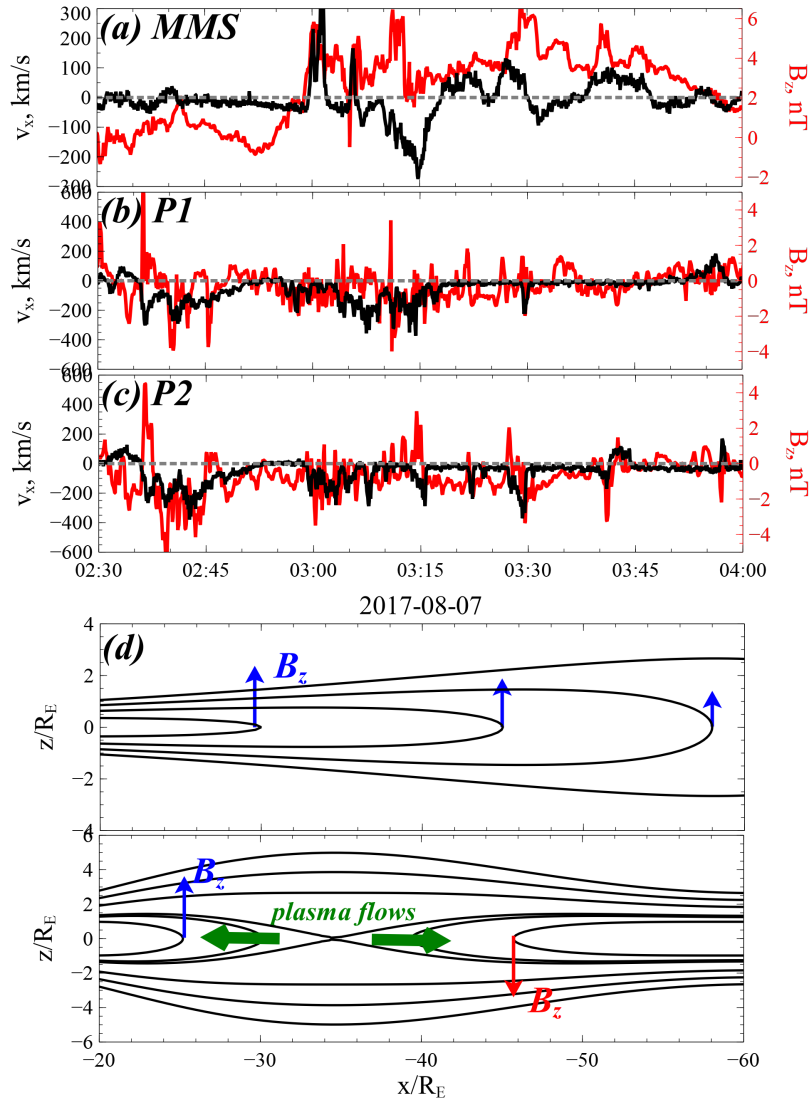 (a) MMS
300
200
100
0
−100
−200
−300
vx, km/s
6
4
2
0
−2
Bz, nT
(b) P1
600
400
200
0
−200
−400
−600
vx, km/s
4
2
0
−2
−4
Bz, nT
(c) P2
600
400
200
0
−200
−400
−600
vx, km/s
4
2
0
−2
−4
Bz, nT
02:30 02:45 03:00 03:15 03:30 03:45 04:00
2017-08-07
(d)
4
2
0
−2
−4
z/RE
Bz
6
4
2
0
−2
−4
−6
z/RE
Bz
plasma flows
Bz
−20 −30 −40 −50 −60
x/RE